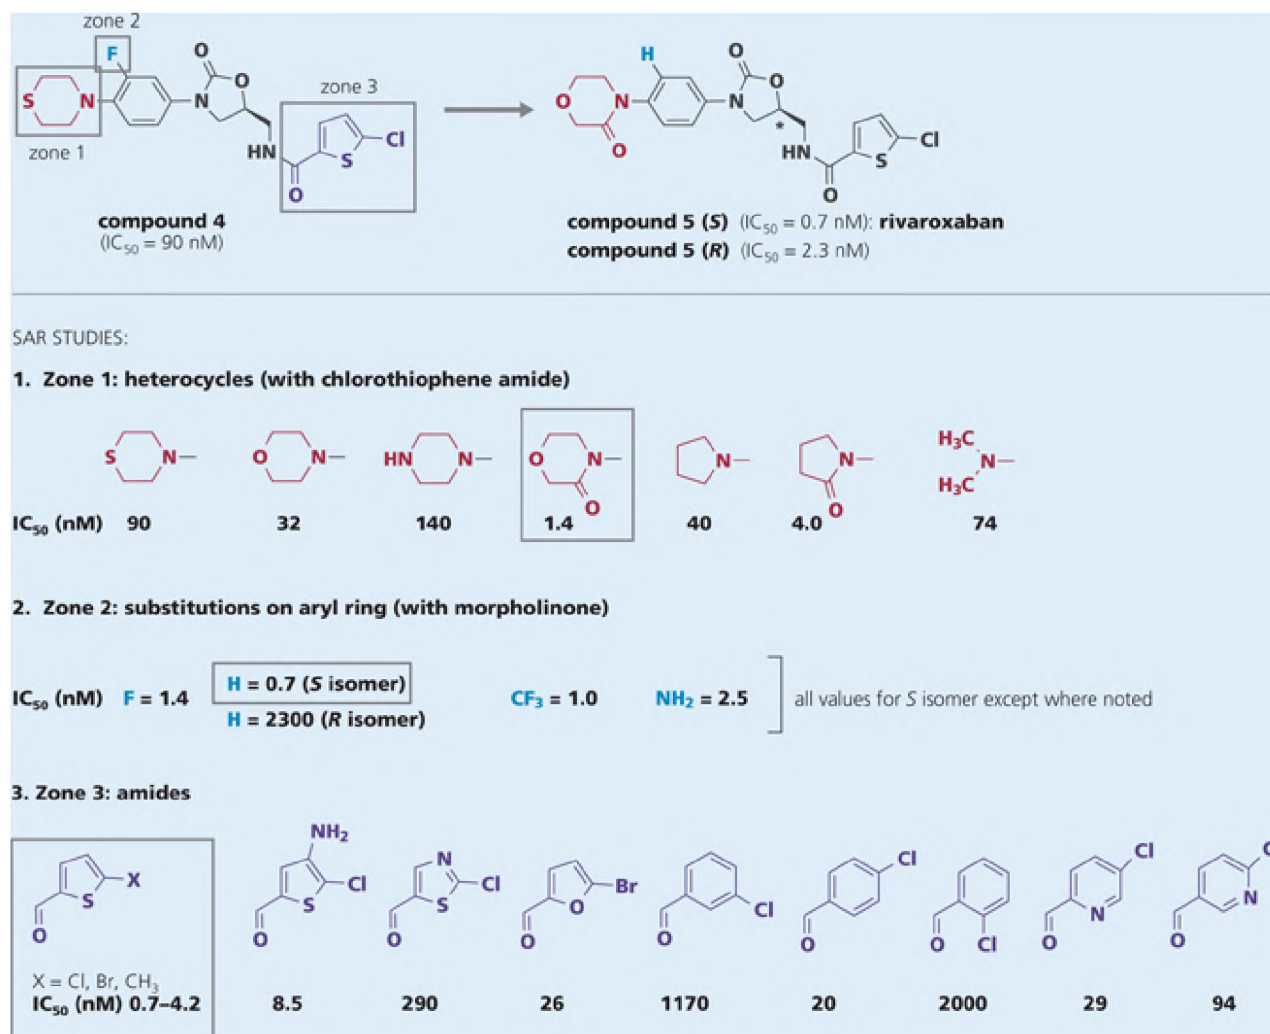 zone 2
F
O
O
S
N
N
zone 1
zone 3
HN
S
Cl
O
compound 4
(IC50 = 90 nM)
H
O
O
O
N
N
O
*
HN
S
Cl
O
compound 5 (S) (IC50 = 0.7 nM): rivaroxaban
compound 5 (R) (IC50 = 2.3 nM)
SAR STUDIES:
1. Zone 1: heterocycles (with chlorothiophene amide)
S N
O N
HN N
O N O
N
N O
H3C N H3C
IC50 (nM) 90 32 140 1.4 40 4.0 74
2. Zone 2: substitutions on aryl ring (with morpholinone)
IC50 (nM) F = 1.4
H = 0.7 (S isomer)
H = 2300 (R isomer)
CF3 = 1.0
NH2 = 2.5
all values for S isomer except where noted
3. Zone 3: amides
S X O
NH2 S Cl O
N S Cl O
O Br O
Cl O
Cl O
O Cl
Cl N O
N O
X = Cl, Br, CH3
IC50 (nM) 0.7–4.2 8.5 290 26 1170 20 2000 29 94